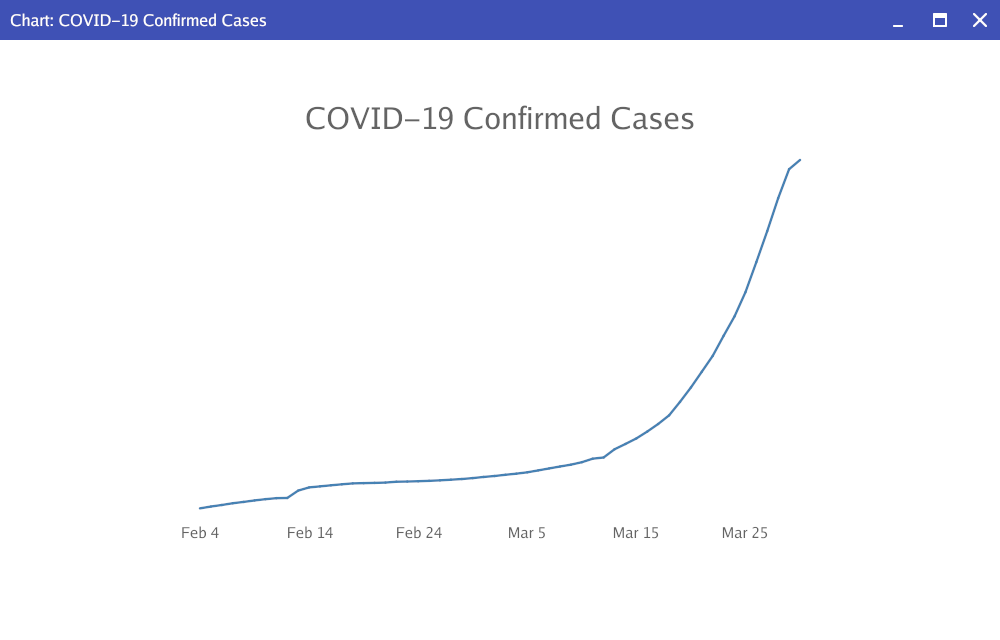 Chart: COVID–19 Confirmed Cases
COVID–19 Confirmed Cases
Feb 4 Feb 14 Feb 24 Mar 5 Mar 15 Mar 25